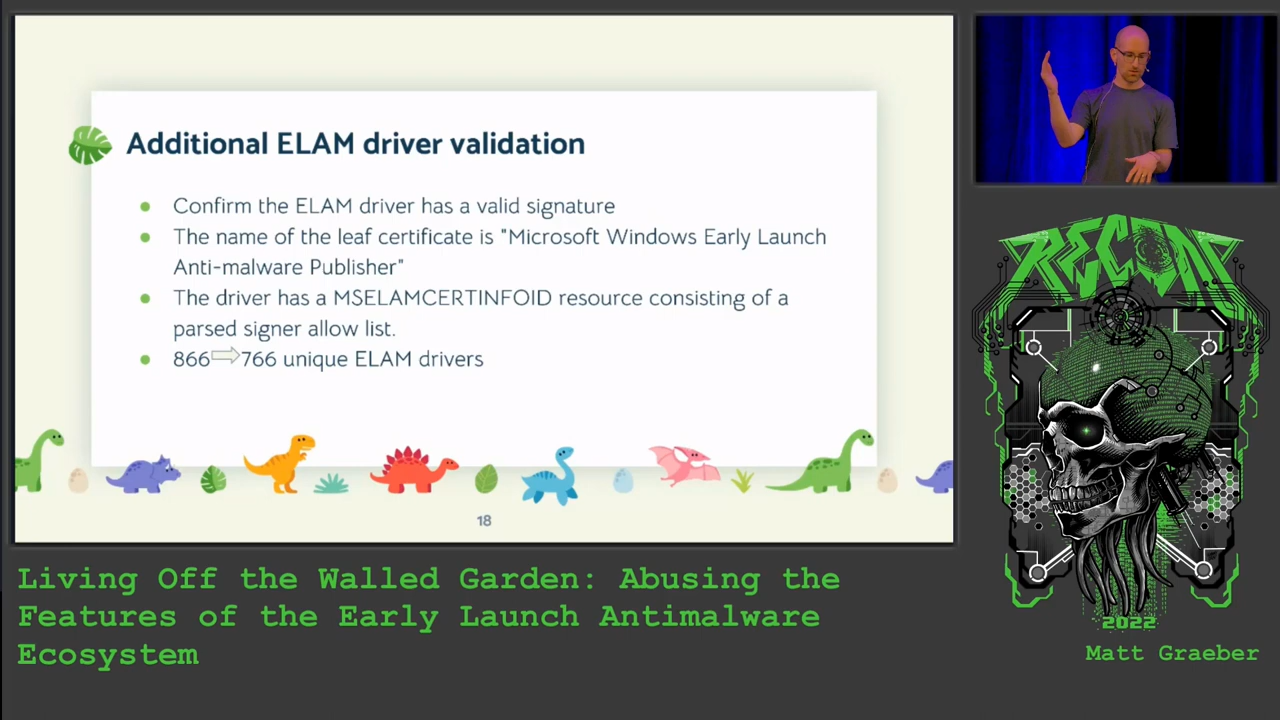 Additional ELAM driver validation
● Confirm the ELAM driver has a valid signature
● The name of the leaf certificate is "Microsoft Windows Early Launch
Anti-malware Publisher"
● The driver has a MSELAMCERTINFOID resource consisting of a
parsed signer allow list.
● 866⇨766 unique ELAM drivers
18
RECON
2022
Living Off the Walled Garden: Abusing the
Features of the Early Launch Antimalware
Ecosystem
Matt Graeber